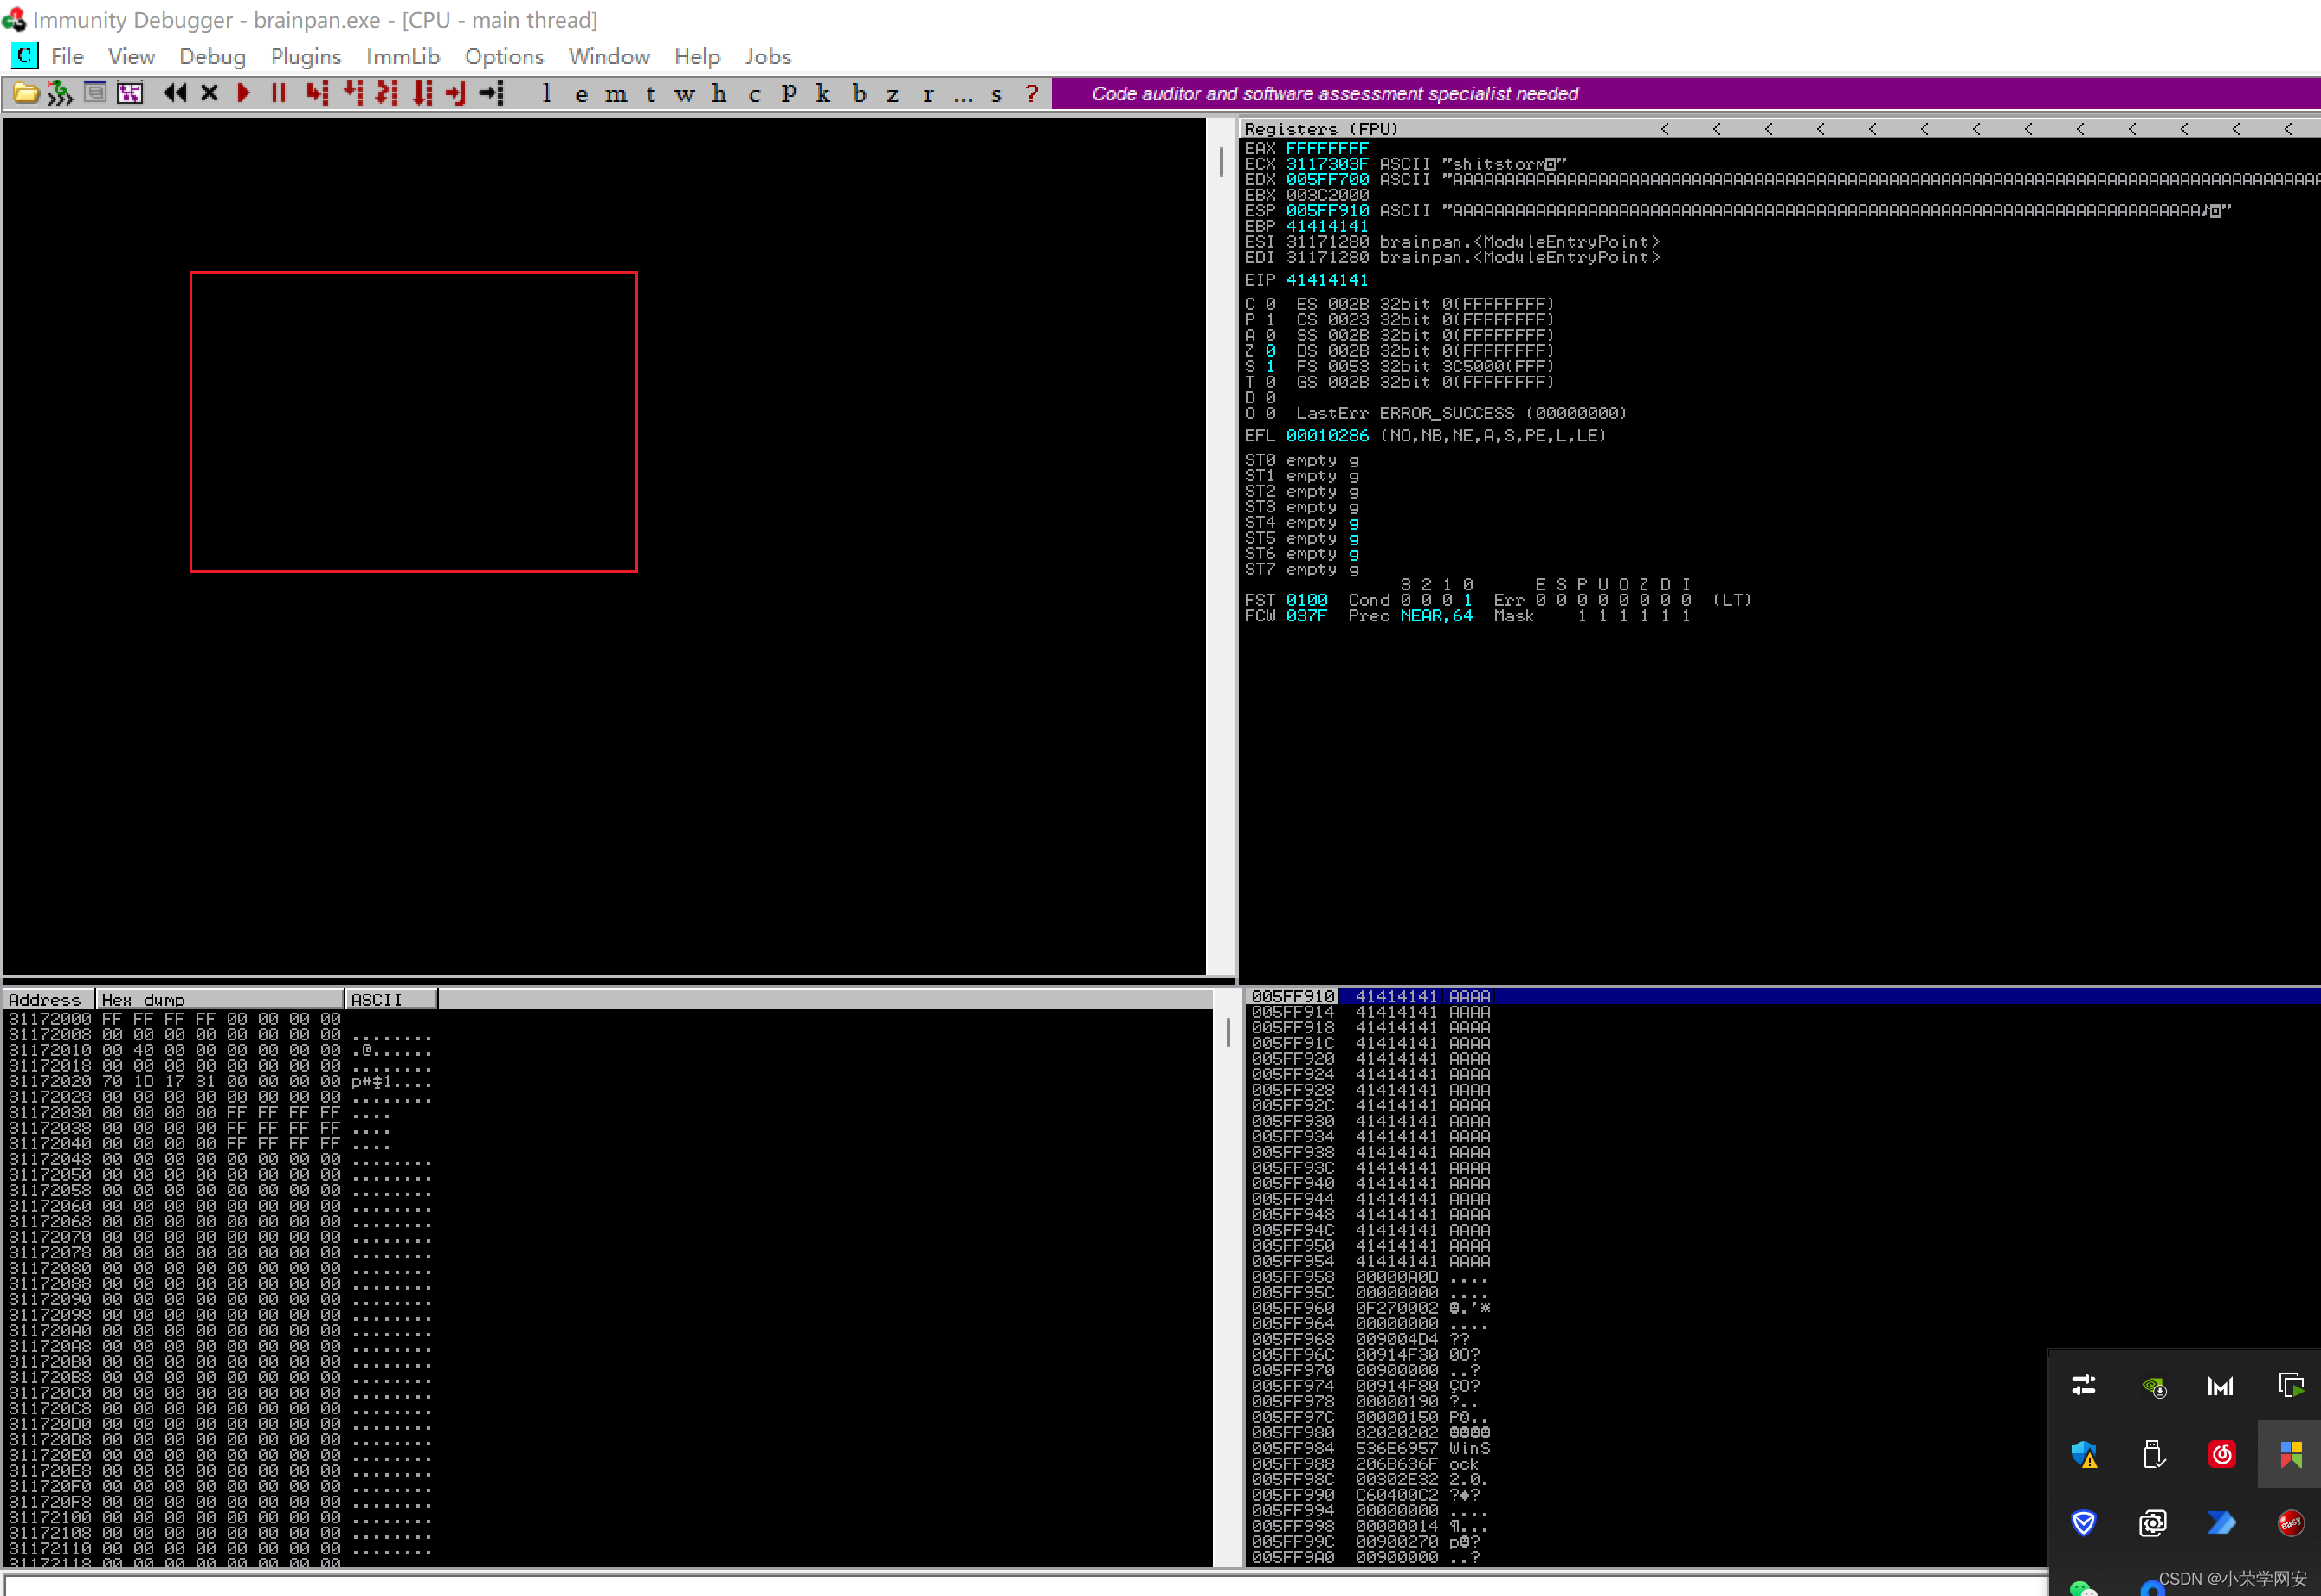 Immunity Debugger - brainpan.exe - [CPU - main thread]
C File View Debug Plugins ImmLib Options Window Help Jobs
l e m t w h c P k b z r ... s ? Code auditor and software assessment specialist needed
Registers (FPU) < < < < < < < < < < < < <
EAX FFFFFFFF
ECX 3117303F ASCII "shitstorm"
EDX 005FF700 ASCII
EBX 003C2000
ESP 005FF910 ASCII
EBP 41414141
ESI 31171280 brainpan.<ModuleEntryPoint>
EDI 31171280 brainpan.<ModuleEntryPoint>
EIP 41414141
C 0 ES 002B 32bit 0(FFFFFFFF)
P 1 CS 0023 32bit 0(FFFFFFFF)
A 0 SS 002B 32bit 0(FFFFFFFF)
Z 0 DS 002B 32bit 0(FFFFFFFF)
S 1 FS 0053 32bit 3C5000(FFF)
T 0 GS 002B 32bit 0(FFFFFFFF)
D 0
O 0 LastErr ERROR_SUCCESS (00000000)
EFL 00010286 (NO,NB,NE,A,S,PE,L,LE)
ST0 empty g
ST1 empty g
ST2 empty g
ST3 empty g
ST4 empty g
ST5 empty g
ST6 empty g
ST7 empty g
3 2 1 0 E S P U O Z D I
FST 0100 Cond 0 0 0 1 Err 0 0 0 0 0 0 0 0 (LT)
FCW 037F Prec NEAR,64 Mask 1 1 1 1 1 1
Address Hex dump ASCII
31172000 FF FF FF FF 00 00 00 00
31172008 00 00 00 00 00 00 00 00 ........
31172010 00 40 00 00 00 00 00 00 .@......
31172018 00 00 00 00 00 00 00 00 ........
31172020 70 1D 17 31 00 00 00 00 p#‡1....
31172028 00 00 00 00 00 00 00 00 ........
31172030 00 00 00 00 FF FF FF FF ....
31172038 00 00 00 00 FF FF FF FF ....
31172040 00 00 00 00 FF FF FF FF ....
31172048 00 00 00 00 00 00 00 00 ........
31172050 00 00 00 00 00 00 00 00 ........
31172058 00 00 00 00 00 00 00 00 ........
31172060 00 00 00 00 00 00 00 00 ........
31172068 00 00 00 00 00 00 00 00 ........
31172070 00 00 00 00 00 00 00 00 ........
31172078 00 00 00 00 00 00 00 00 ........
31172080 00 00 00 00 00 00 00 00 ........
31172088 00 00 00 00 00 00 00 00 ........
31172090 00 00 00 00 00 00 00 00 ........
31172098 00 00 00 00 00 00 00 00 ........
311720A0 00 00 00 00 00 00 00 00 ........
311720A8 00 00 00 00 00 00 00 00 ........
311720B0 00 00 00 00 00 00 00 00 ........
311720B8 00 00 00 00 00 00 00 00 ........
311720C0 00 00 00 00 00 00 00 00 ........
311720C8 00 00 00 00 00 00 00 00 ........
311720D0 00 00 00 00 00 00 00 00 ........
311720D8 00 00 00 00 00 00 00 00 ........
311720E0 00 00 00 00 00 00 00 00 ........
311720E8 00 00 00 00 00 00 00 00 ........
311720F0 00 00 00 00 00 00 00 00 ........
311720F8 00 00 00 00 00 00 00 00 ........
31172100 00 00 00 00 00 00 00 00 ........
31172108 00 00 00 00 00 00 00 00 ........
31172110 00 00 00 00 00 00 00 00 ........
31172118 00 00 00 00 00 00 00 00
005FF910 41414141 AAAA
005FF914 41414141 AAAA
005FF918 41414141 AAAA
005FF91C 41414141 AAAA
005FF920 41414141 AAAA
005FF924 41414141 AAAA
005FF928 41414141 AAAA
005FF92C 41414141 AAAA
005FF930 41414141 AAAA
005FF934 41414141 AAAA
005FF938 41414141 AAAA
005FF93C 41414141 AAAA
005FF940 41414141 AAAA
005FF944 41414141 AAAA
005FF948 41414141 AAAA
005FF94C 41414141 AAAA
005FF950 41414141 AAAA
005FF954 41414141 AAAA
005FF958 00000A0D ....
005FF95C 00000000 ....
005FF960 0F270002 ☻.'☼
005FF964 00000000 ....
005FF968 009004D4 ??
005FF96C 00914F30 0O?
005FF970 00900000 ..?
005FF974 00914F80 ÇO?
005FF978 00000190 ?..
005FF97C 00000150 P☺..
005FF980 02020202 ☻☻☻☻
005FF984 536E6957 WinS
005FF988 206B636F ock
005FF98C 00302E32 2.0.
005FF990 C60400C2 ?♦?
005FF994 00000000 ....
005FF998 00000014 ¶...
005FF99C 00900270 p☻?
005FF9A0 00900000 ..?
easy
CSDN @小荣学网安